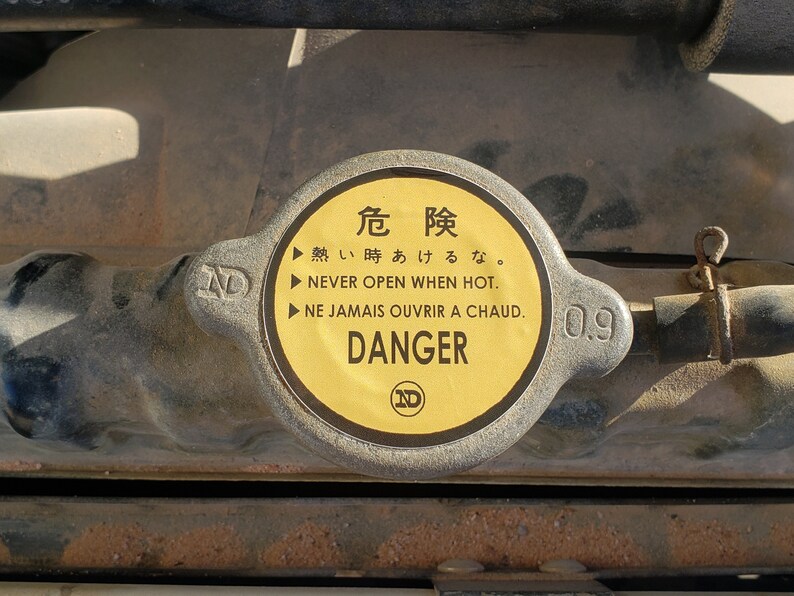 危険
▶熱い時あけるな。
▶NEVER OPEN WHEN HOT.
▶NE JAMAIS OUVRIR A CHAUD.
DANGER
ND
ND
0.9